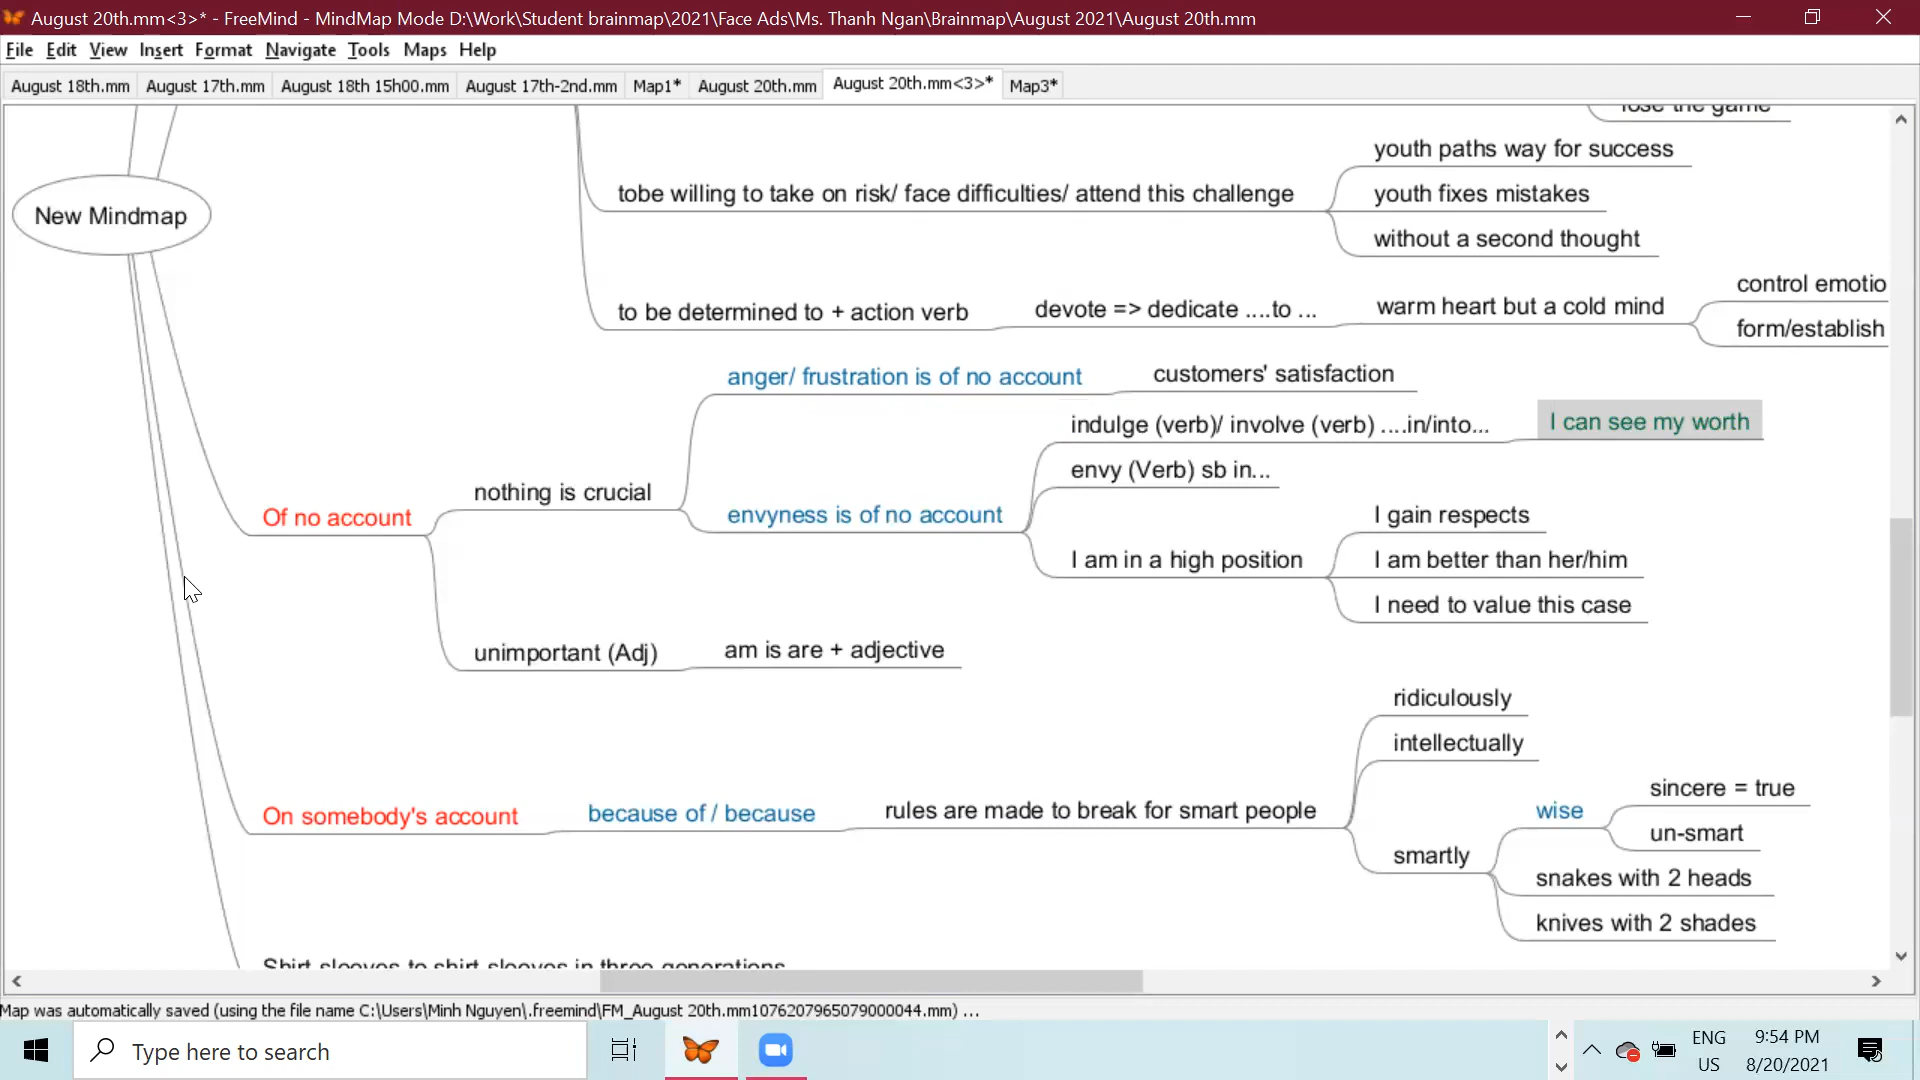 August 20th.mm<3>* - FreeMind - MindMap Mode D:\Work\Student brainmap\2021\Face Ads\Ms. Thanh Ngan\Brainmap\August 2021\August 20th.mm
File Edit View Insert Format Navigate Tools Maps Help
August 18th.mm August 17th.mm August 18th 15h00.mm August 17th-2nd.mm Map1* August 20th.mm August 20th.mm<3>* Map3*
lose the game
New Mindmap
tobe willing to take on risk/ face difficulties/ attend this challenge
youth paths way for success
youth fixes mistakes
without a second thought
to be determined to + action verb
devote => dedicate ....to ...
warm heart but a cold mind
control emotio
form/establish
Of no account
nothing is crucial
anger/ frustration is of no account
customers' satisfaction
envyness is of no account
indulge (verb)/ involve (verb) ....in/into...
I can see my worth
envy (Verb) sb in...
I am in a high position
I gain respects
I am better than her/him
I need to value this case
unimportant (Adj)
am is are + adjective
On somebody's account
because of / because
rules are made to break for smart people
ridiculously
intellectually
smartly
wise
sincere = true
un-smart
snakes with 2 heads
knives with 2 shades
Shirt sleeves to shirt sleeves in three generations
Map was automatically saved (using the file name C:\Users\Minh Nguyen\.freemind\FM_August 20th.mm1076207965079000044.mm) ...
Type here to search
ENG
US
9:54 PM
8/20/2021